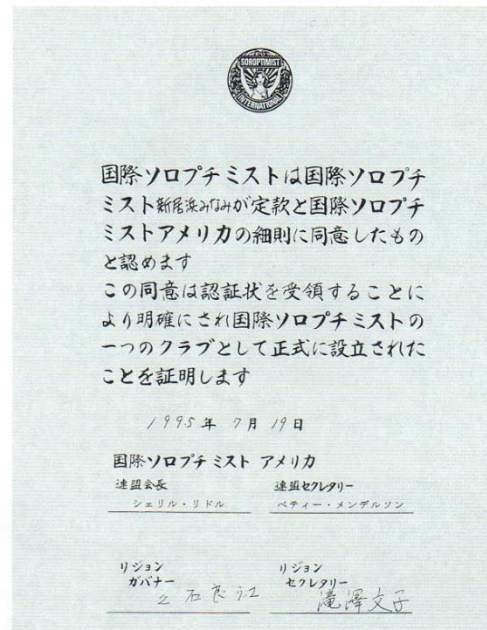 SOROPTIMIST
INTERNATIONAL
国際ソロプチミストは国際ソロプチ
ミスト新居浜みなみが定款と国際ソロプチ
ミストアメリカの細則に同意したもの
と認めます
この同意は認証状を受領することに
より明確にされ国際ソロプチミストの
一つのクラブとして正式に設立された
ことを証明します
1995年 7月 19日
国際ソロプチミスト アメリカ
連盟会長 連盟セクレタリー
シェリル・リドル ベティー・メンデルソン
リジョン リジョン
ガバナー セクレタリー
滝澤文子